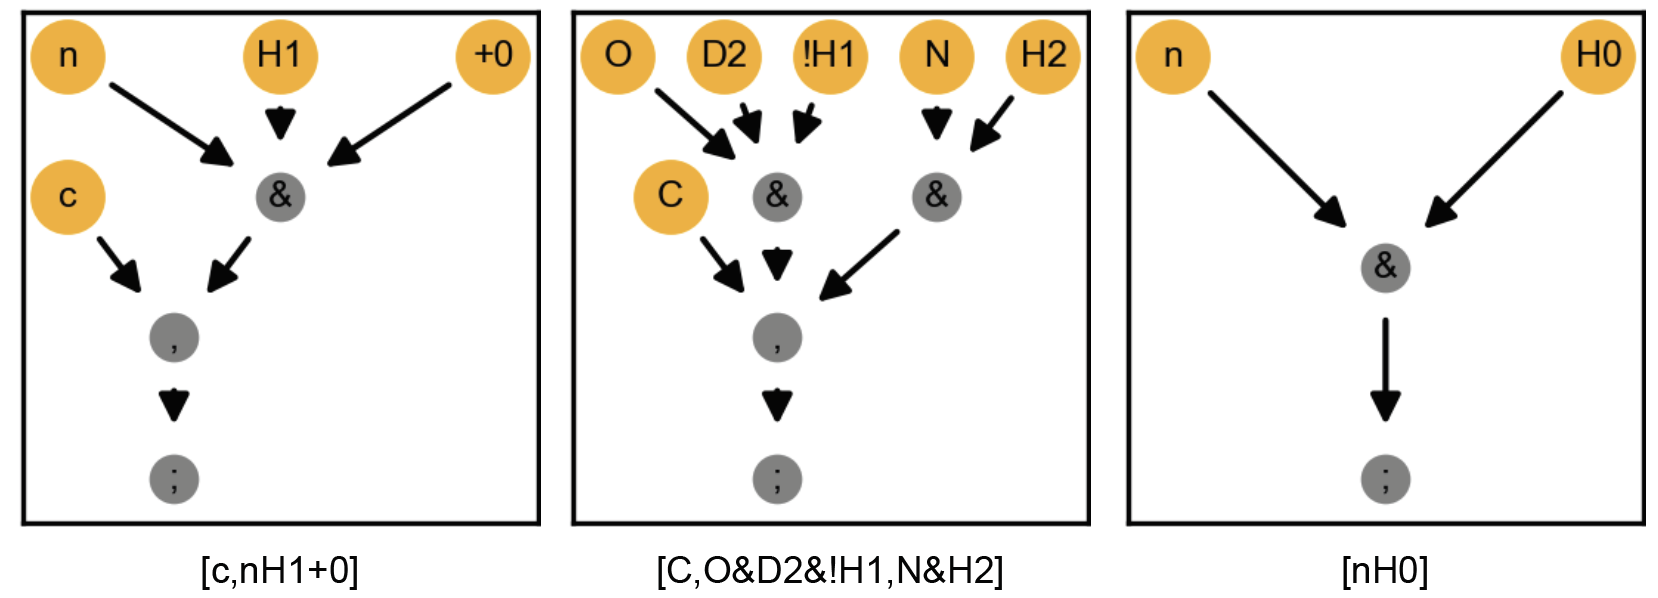 n H1 +0
c &
,
;
[c,nH1+0]
O D2 !H1 N H2
C & &
,
;
[C,O&D2&!H1,N&H2]
n H0
&
;
[nH0]